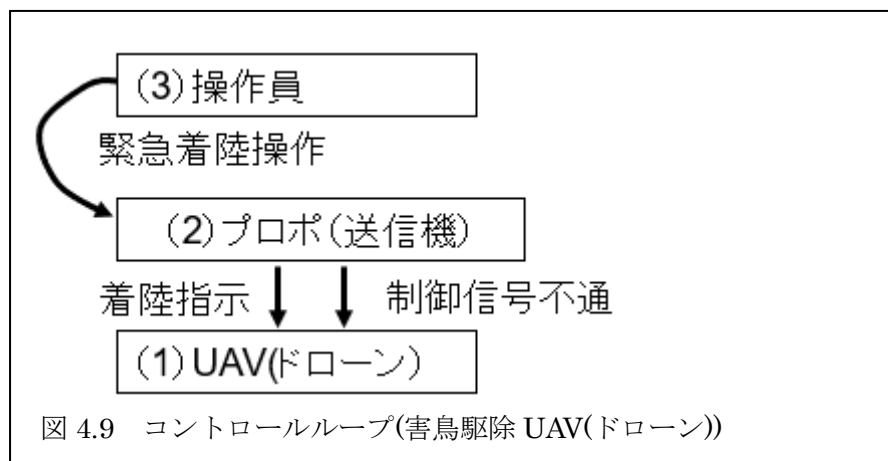 (3)操作員
緊急着陸操作
(2)プロポ(送信機)
着陸指示
制御信号不通
(1)UAV(ドローン)
図 4.9 コントロールループ(害鳥駆除 UAV(ドローン))